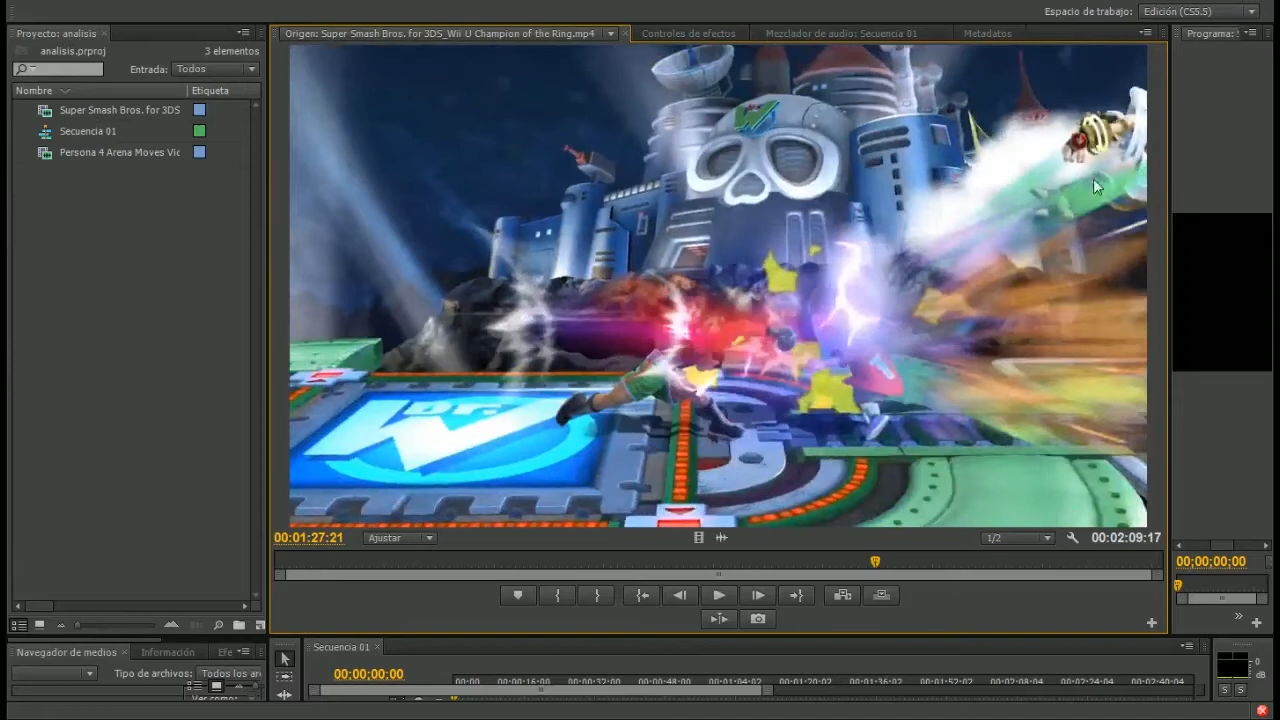 Espacio de trabajo: Edición (CS5.5)
Proyecto: analisis
Origen: Super Smash Bros. for 3DS_Wii U Champion of the Ring.mp4
Controles de efectos
Mezclador de audio: Secuencia 01
Metadatos
Programa:
analisis.prproj
3 elementos
Entrada: Todos
Nombre
Etiqueta
Super Smash Bros. for 3DS
Secuencia 01
Persona 4 Arena Moves Vic
W
Dr. W
00:01:27:21
Ajustar
1/2
00:02:09:17
00;00;00;00
Navegador de medios
Información
Efe
Tipo de archivos: Todos los arc
Ver como:
Secuencia 01
00:00:00:00
:00:00
00:00:16:00
00:00:32:00
00:00:48:00
00:01:04:02
00:01:20:02
00:01:36:02
00:01:52:02
00:02:08:04
00:02:24:04
00:02:40:04
0
dB
S S